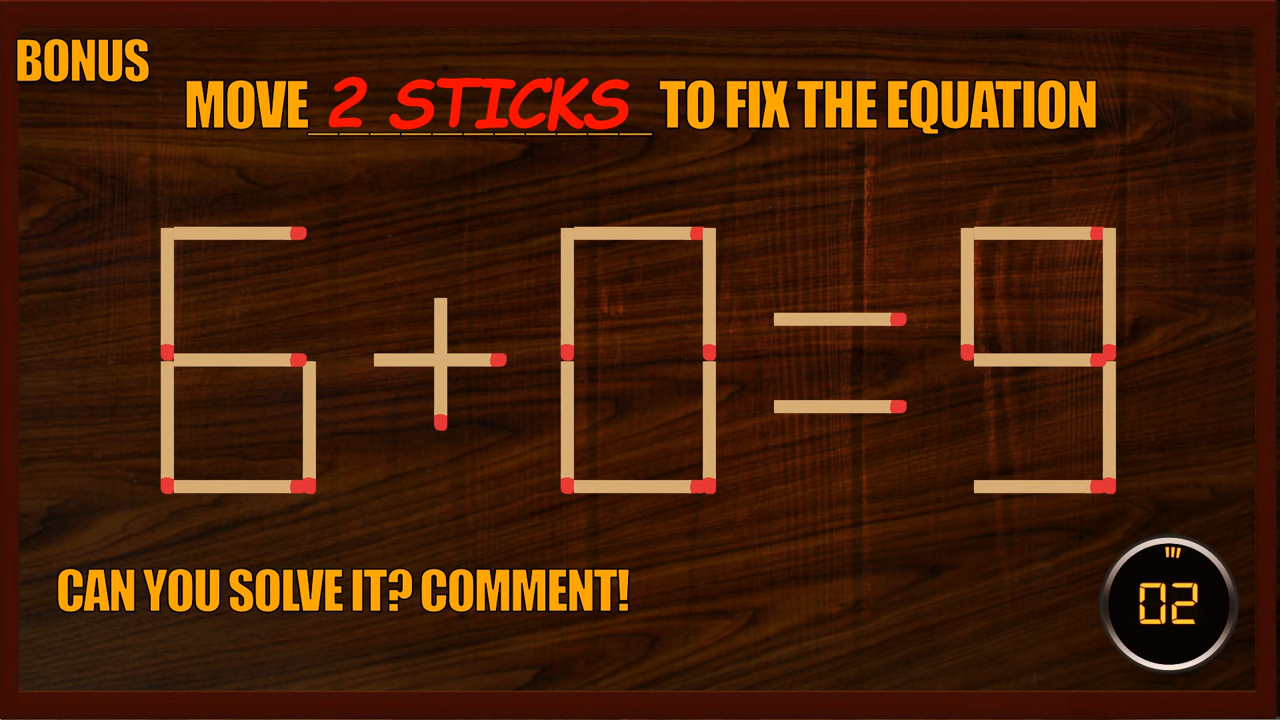 BONUS
MOVE 2 STICKS TO FIX THE EQUATION
6+0=9
CAN YOU SOLVE IT? COMMENT!
02